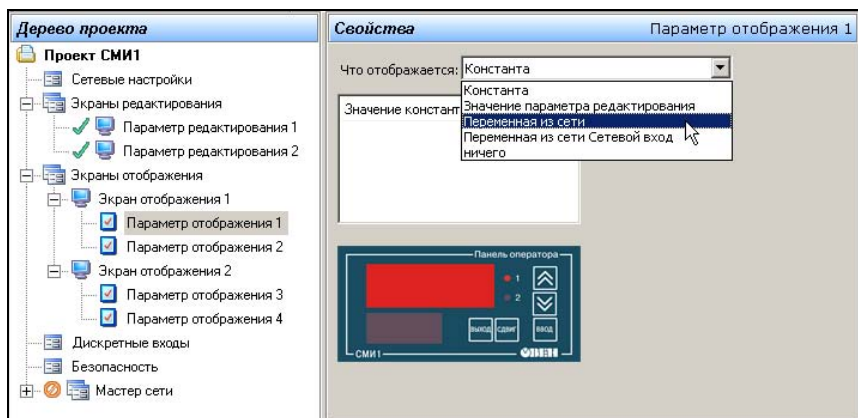 Дерево проекта
Проект СМИ1
Сетевые настройки
Экраны редактирования
Параметр редактирования 1
Параметр редактирования 2
Экраны отображения
Экран отображения 1
Параметр отображения 1
Параметр отображения 2
Экран отображения 2
Параметр отображения 3
Параметр отображения 4
Дискретные входы
Безопасность
Мастер сети
Свойства Параметр отображения 1
Что отображается: Константа
Константа
Значение констант
Значение параметра редактирования
Переменная из сети
Переменная из сети Сетевой вход
ничего
Панель оператора
1
2
выход сдвиг ввод
СМИ1 ОВЕН